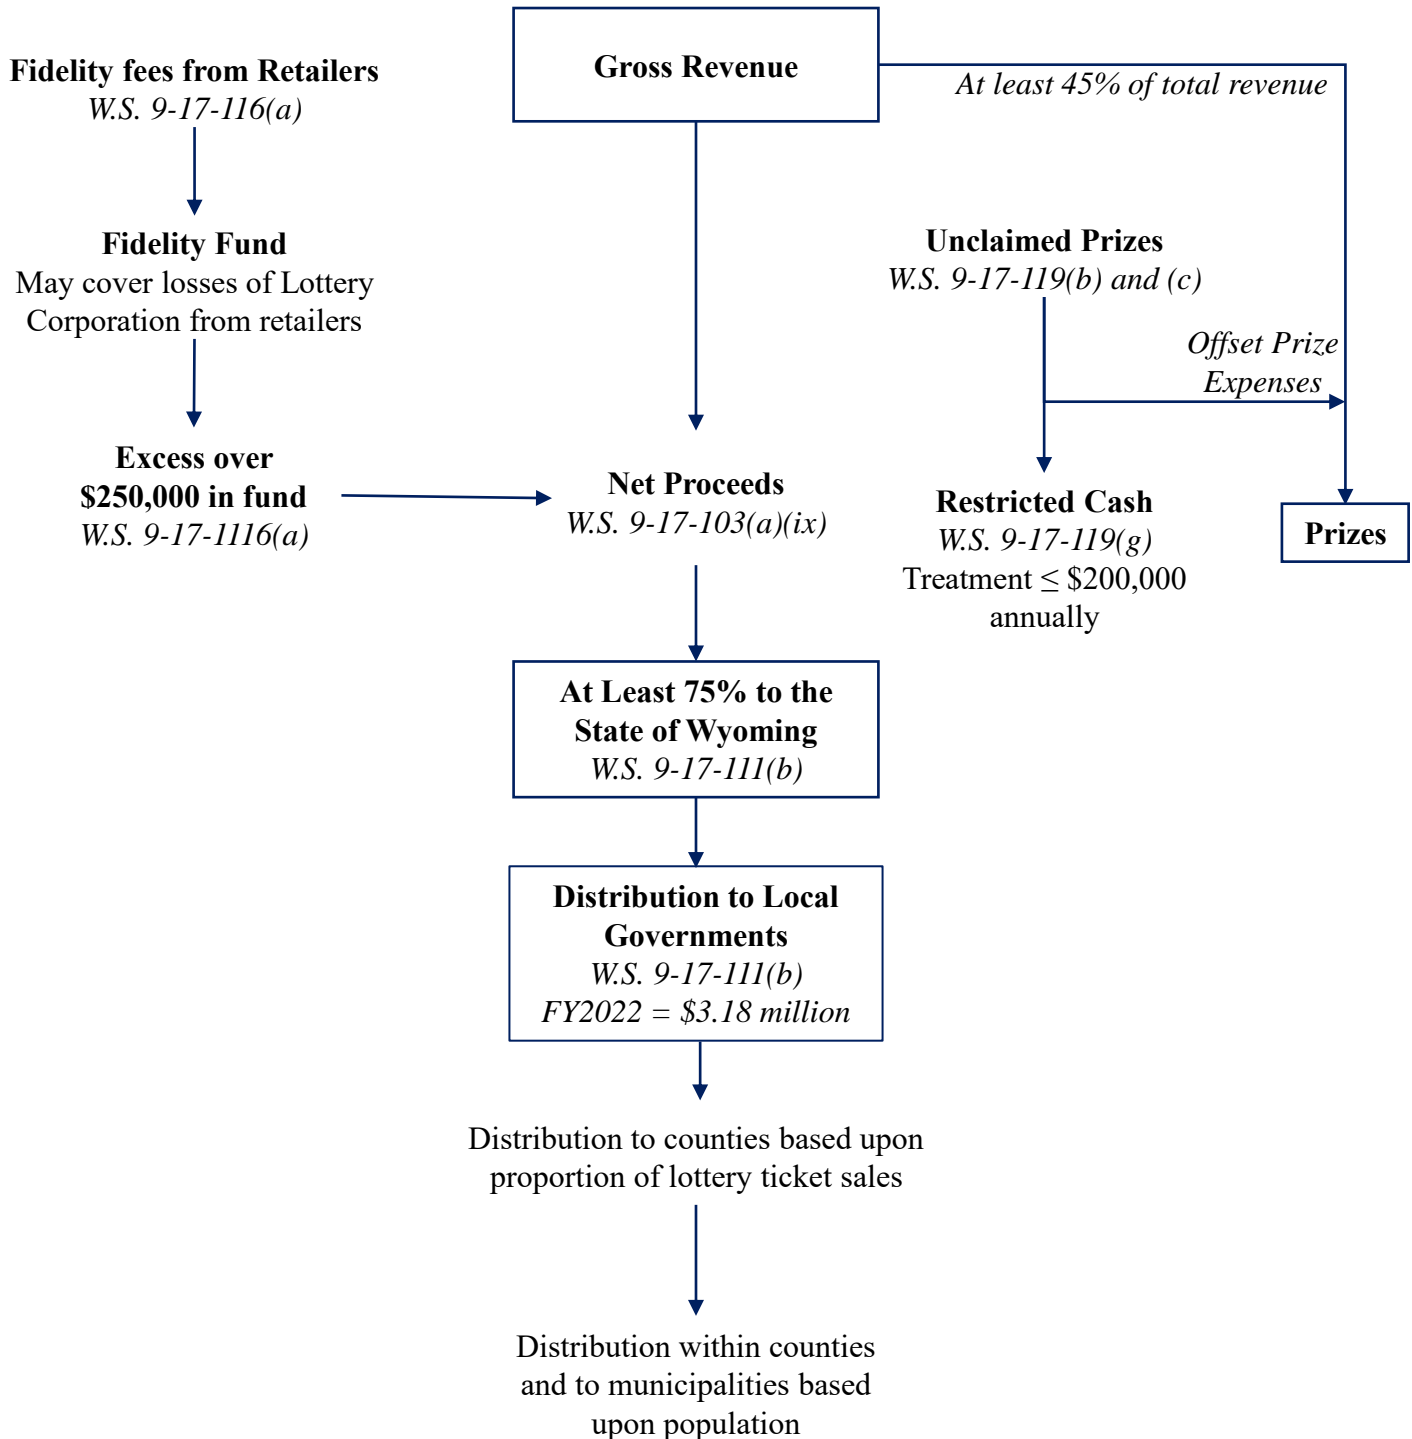 Gross Revenue
At least 45% of total revenue
Fidelity fees from Retailers
W.S. 9-17-116(a)
Fidelity Fund
May cover losses of Lottery
Corporation from retailers
Excess over
$250,000 in fund
W.S. 9-17-1116(a)
Unclaimed Prizes
W.S. 9-17-119(b) and (c)
Offset Prize
Expenses
Net Proceeds
W.S. 9-17-103(a)(ix)
Restricted Cash
W.S. 9-17-119(g)
Treatment ≤ $200,000
annually
Prizes
At Least 75% to the
State of Wyoming
W.S. 9-17-111(b)
Distribution to Local
Governments
W.S. 9-17-111(b)
FY2022 = $3.18 million
Distribution to counties based upon
proportion of lottery ticket sales
Distribution within counties
and to municipalities based
upon population